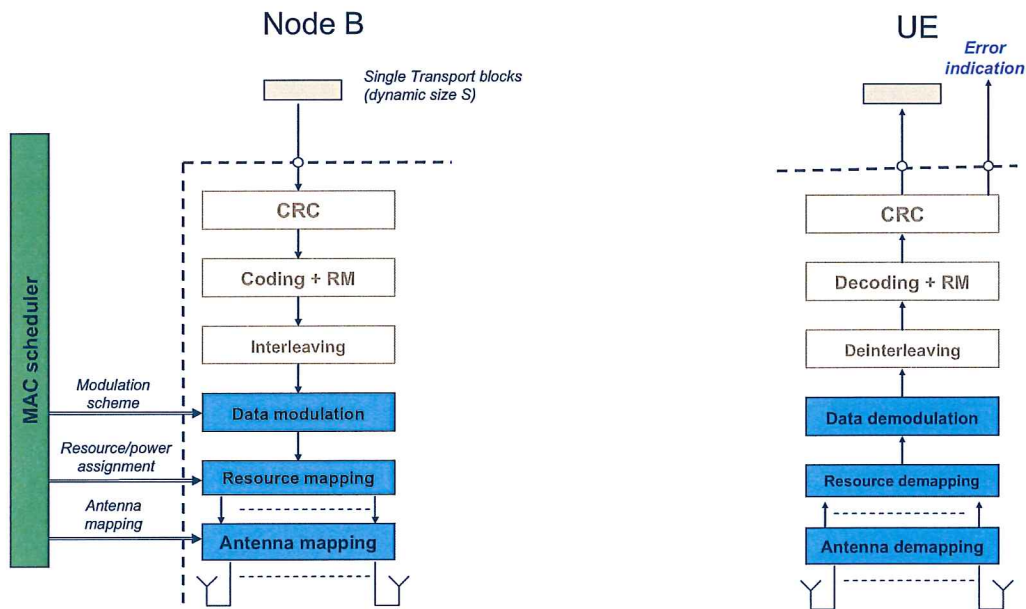 Node B
UE
Single Transport blocks
(dynamic size S)
Error
indication
MAC scheduler
CRC
Coding + RM
Interleaving
Data modulation
Resource mapping
Antenna mapping
Modulation
scheme
Resource/power
assignment
Antenna
mapping
CRC
Decoding + RM
Deinterleaving
Data demodulation
Resource demapping
Antenna demapping